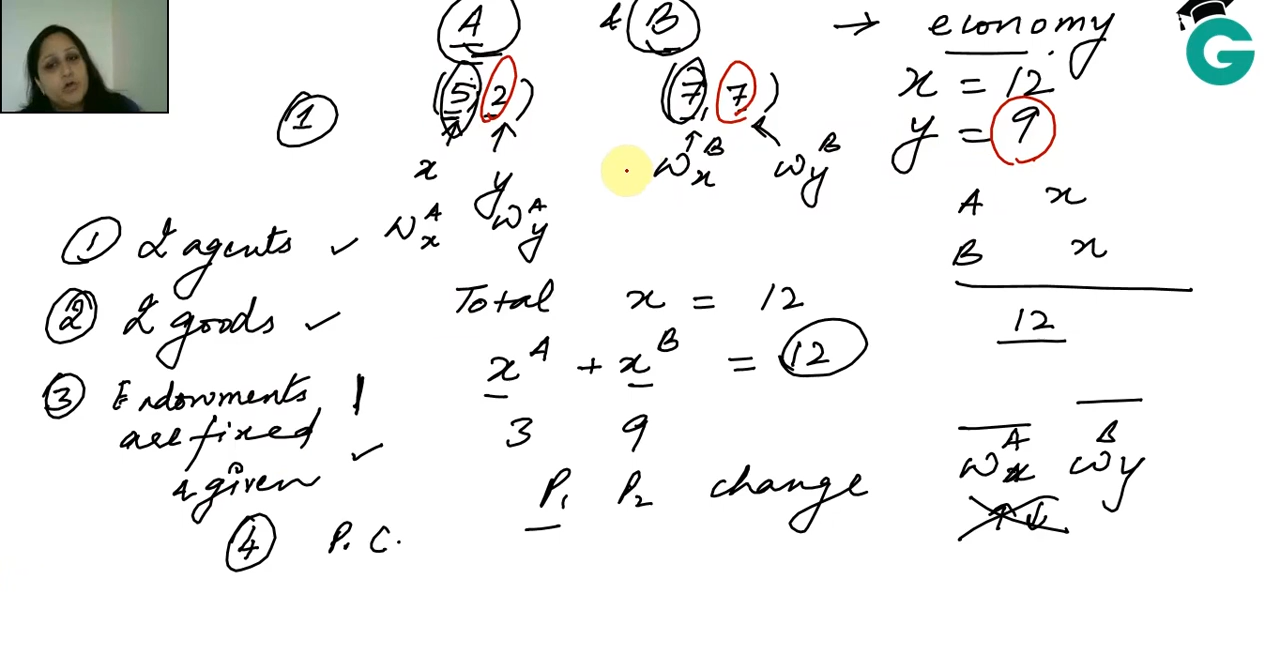 A & B → economy
(5, 2) (7, 7) x = 12
① y = 9
x y ω_x^B ω_y^B
ω_x^A ω_y^A A x
① 2 agents ✓ B x
② 2 goods ✓ Total x = 12
12
x^A + x^B = 12
③ Endowments
are fixed ✓ 3 9
& given ω_x^A ω_y^B
P₁ P₂ change ↑↓
④ P. C.
G